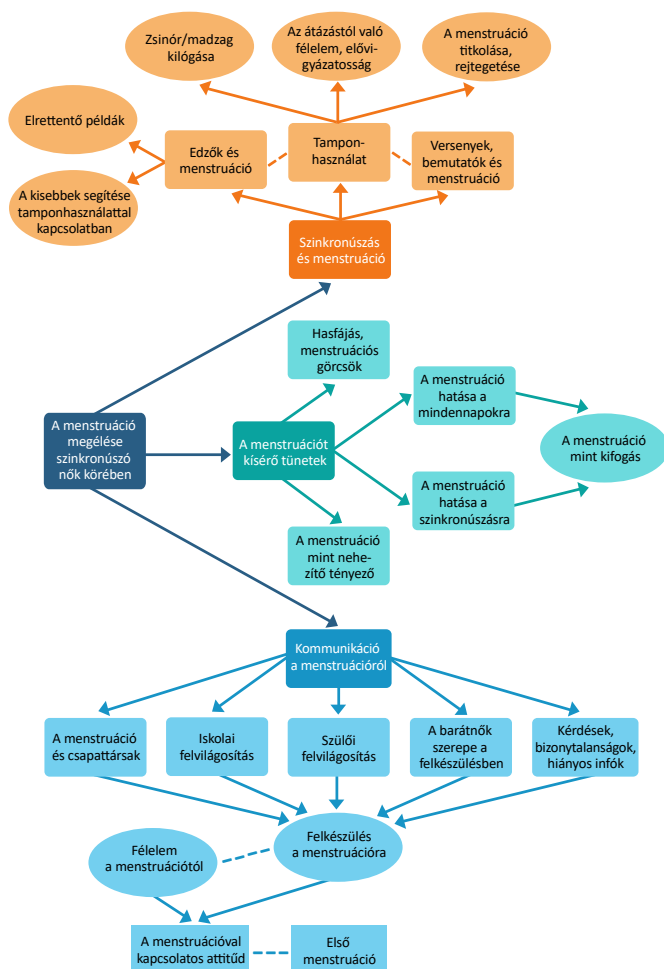 Zsinór/madzag
kilógása
Az átázástól való
félelem, elővi-
gyázatosság
A menstruáció
titkolása,
rejtegetése
Elrettentő példák
Edzők és
menstruáció
Tampon-
használat
Versenyek,
bemutatók és
menstruáció
A kisebbek segítése
tamponhasználattal
kapcsolatban
Szinkronúszás
és menstruáció
Hasfájás,
menstruációs
görcsök
A menstruáció
hatása a
mindennapokra
A menstruáció
megélése
szinkronúszó
nők körében
A menstruációt
kísérő tünetek
A menstruáció
mint kifogás
A menstruáció
hatása a
szinkronúszásra
A menstruáció
mint nehe-
zítő tényező
Kommunikáció
a menstruációról
A menstruáció
és csapattársak
Iskolai
felvilágosítás
Szülői
felvilágosítás
A barátnők
szerepe a
felkészülésben
Kérdések,
bizonytalanságok,
hiányos infók
Félelem
a menstruációtól
Felkészülés
a menstruációra
A menstruációval
kapcsolatos attitűd
Első
menstruáció